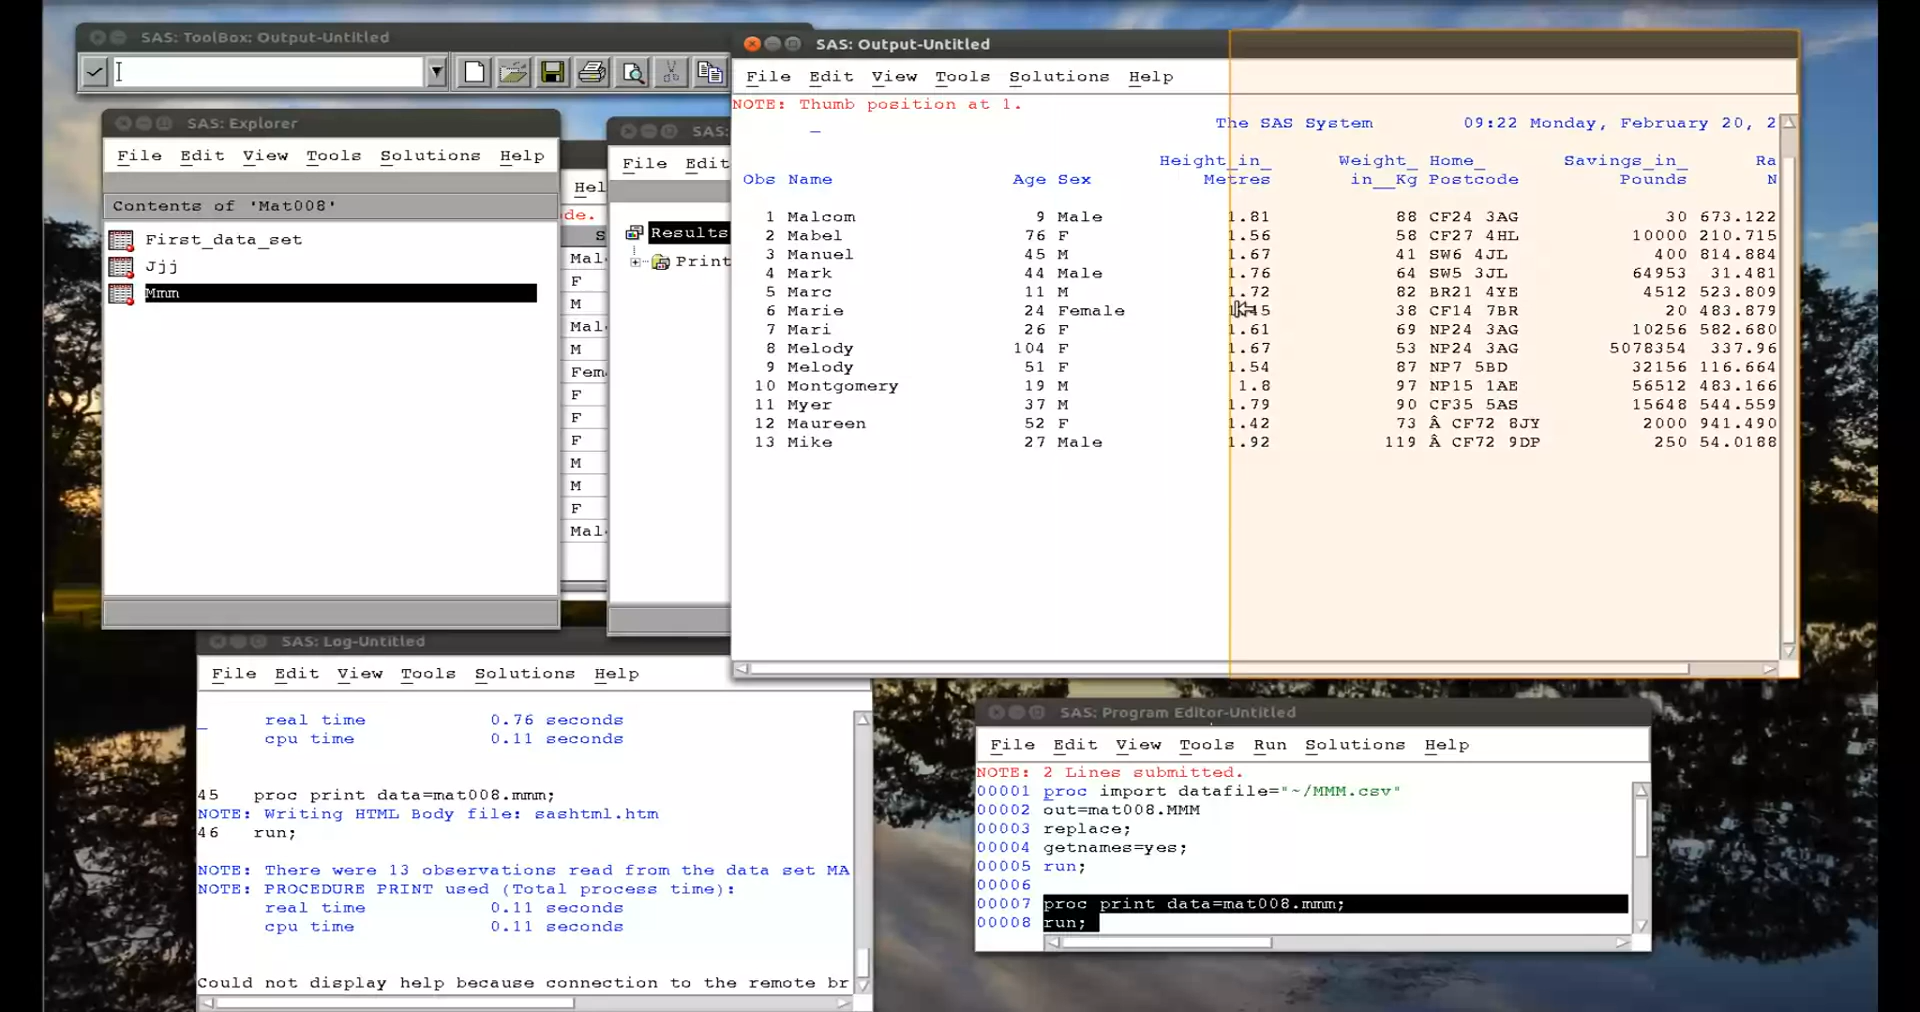 SAS: ToolBox: Output-Untitled
SAS: Explorer
File Edit View Tools Solutions Help
Contents of 'Mat008'
First_data_set
Jjj
Mmm
Hel
de.
S
Mal
F
M
Mal
M
Fem
F
F
F
M
M
F
Mal
SAS:
File Edit
Results
Print
SAS: Output-Untitled
File Edit View Tools Solutions Help
NOTE: Thumb position at 1.
The SAS System 09:22 Monday, February 20, 2
Height_in_ Weight_ Home_ Savings_in_ Ra
Obs Name Age Sex Metres in__Kg Postcode Pounds N
1 Malcom 9 Male 1.81 88 CF24 3AG 30 673.122
2 Mabel 76 F 1.56 58 CF27 4HL 10000 210.715
3 Manuel 45 M 1.67 41 SW6 4JL 400 814.884
4 Mark 44 Male 1.76 64 SW5 3JL 64953 31.481
5 Marc 11 M 1.72 82 BR21 4YE 4512 523.809
6 Marie 24 Female 38 CF14 7BR 20 483.879
7 Mari 26 F 1.61 69 NP24 3AG 10256 582.680
8 Melody 104 F 1.67 53 NP24 3AG 5078354 337.96
9 Melody 51 F 1.54 87 NP7 5BD 32156 116.664
10 Montgomery 19 M 1.8 97 NP15 1AE 56512 483.166
11 Myer 37 M 1.79 90 CF35 5AS 15648 544.559
12 Maureen 52 F 1.42 73 Â CF72 8JY 2000 941.490
13 Mike 27 Male 1.92 119 Â CF72 9DP 250 54.0188
SAS: Log-Untitled
File Edit View Tools Solutions Help
real time 0.76 seconds
cpu time 0.11 seconds
45 proc print data=mat008.mmm;
NOTE: Writing HTML Body file: sashtml.htm
46 run;
NOTE: There were 13 observations read from the data set MA
NOTE: PROCEDURE PRINT used (Total process time):
real time 0.11 seconds
cpu time 0.11 seconds
Could not display help because connection to the remote br
SAS: Program Editor-Untitled
File Edit View Tools Run Solutions Help
NOTE: 2 Lines submitted.
00001 proc import datafile="~/MMM.csv"
00002 out=mat008.MMM
00003 replace;
00004 getnames=yes;
00005 run;
00006
00007 proc print data=mat008.mmm;
00008 run;